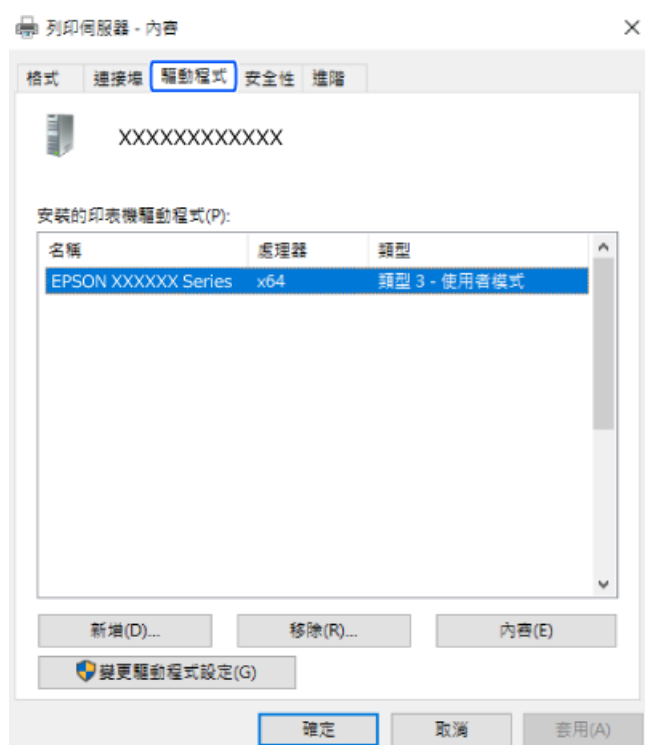 列印伺服器 - 內容
格式 連接埠 驅動程式 安全性 進階
XXXXXXXXXXXX
安裝的印表機驅動程式(P):
名稱 處理器 類型
EPSON XXXXXX Series x64 類型 3 - 使用者模式
新增(D)... 移除(R)... 內容(E)
變更驅動程式設定(G)
確定 取消 套用(A)